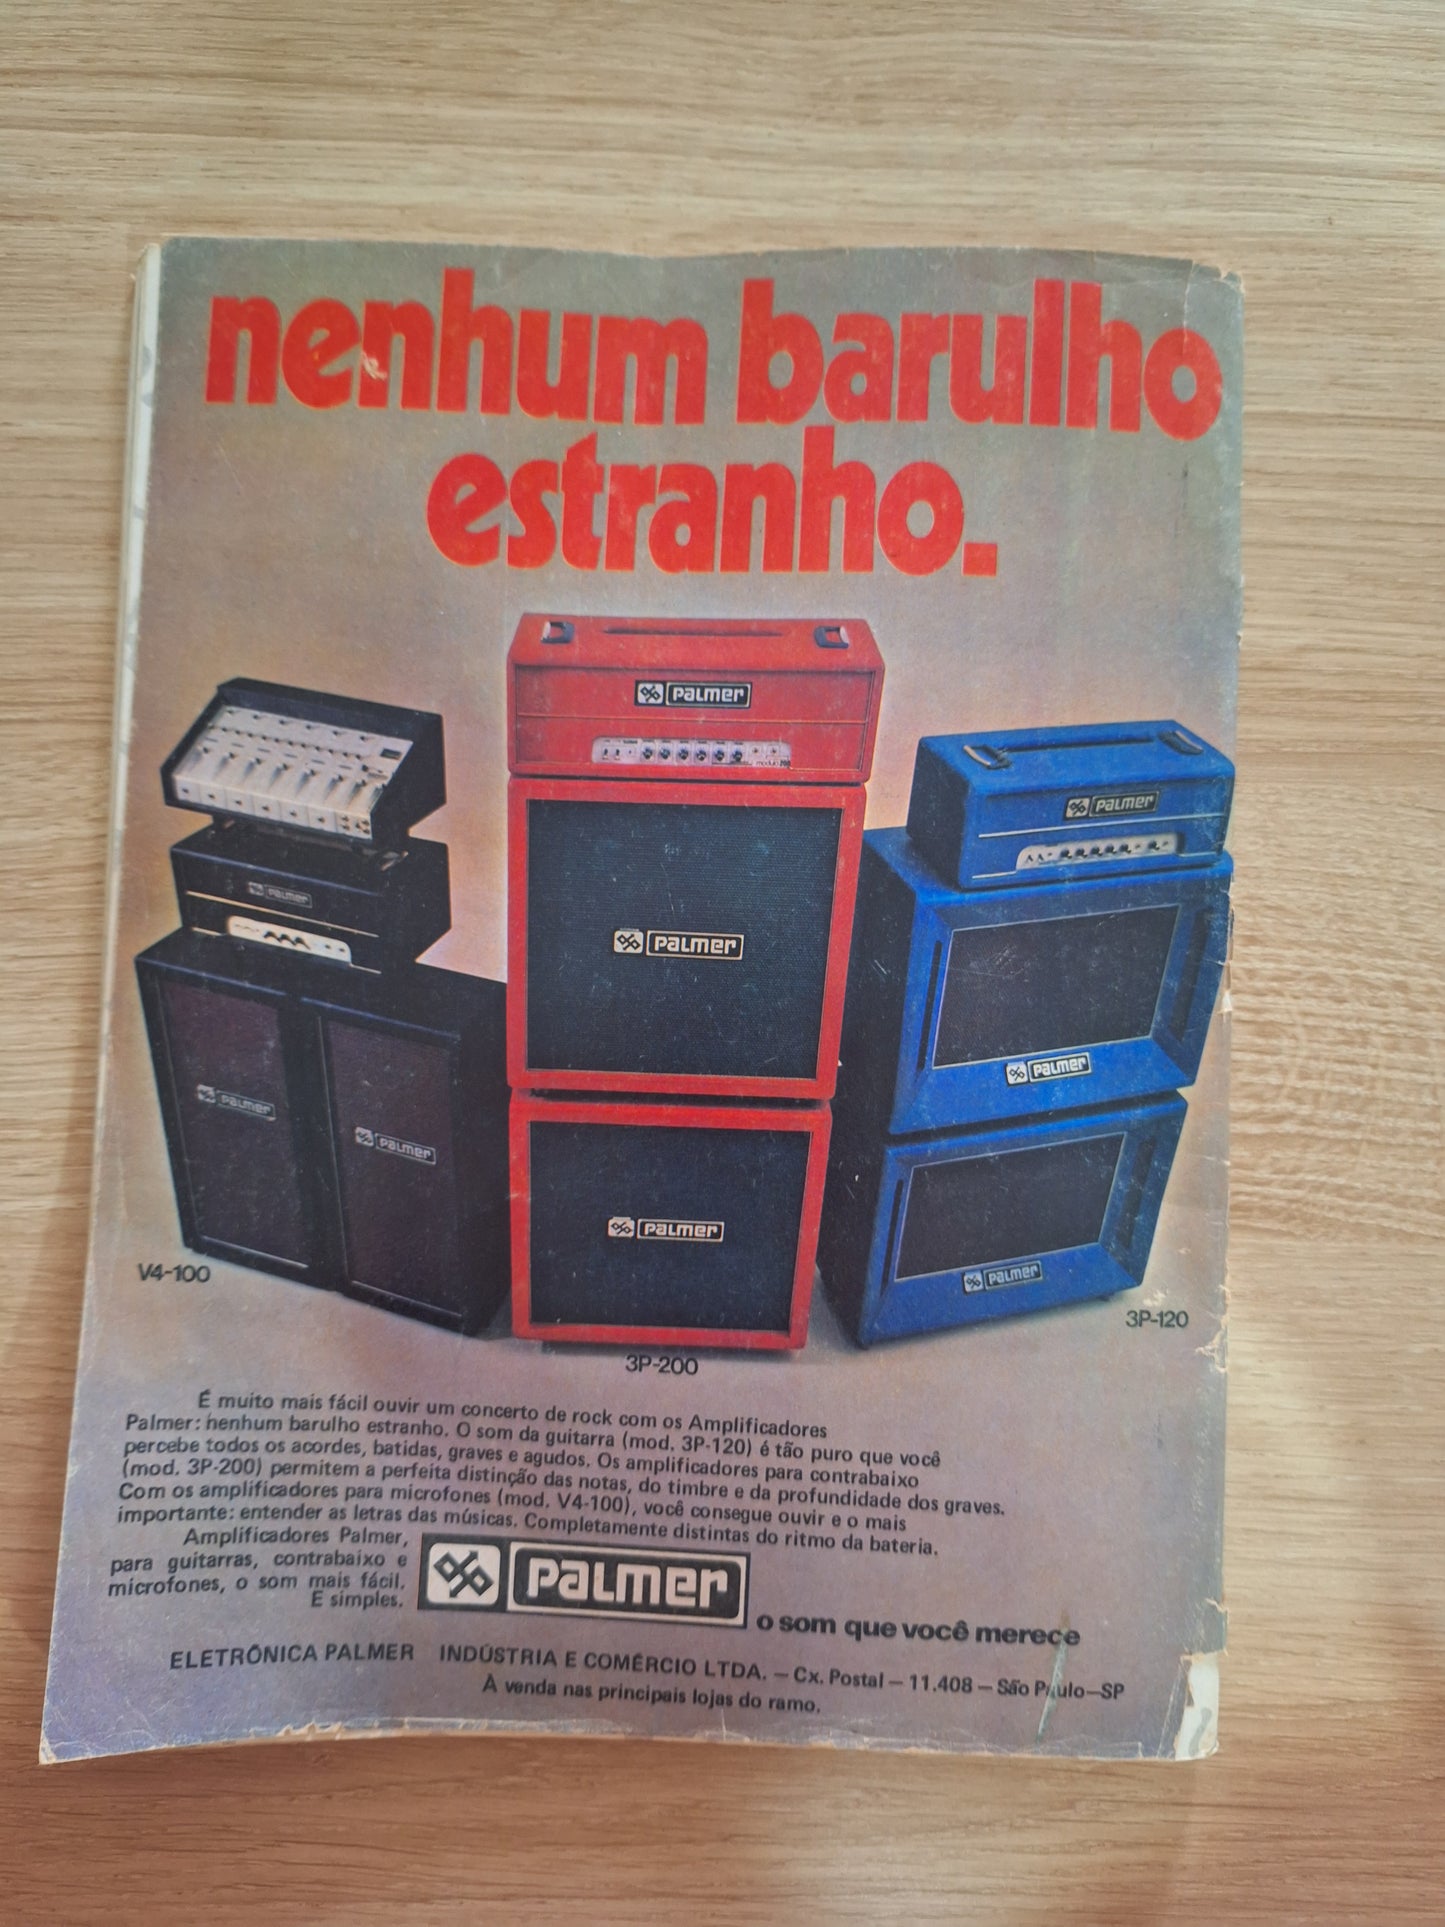 nenhum barulho
estranho.
PALMER
modulo 200
PALMER
PALMER
PALMER
PALMER
PALMER
PALMER
PALMER
PALMER
PALMER
V4-100
3P-200
3P-120
É muito mais fácil ouvir um concerto de rock com os Amplificadores
Palmer: nenhum barulho estranho. O som da guitarra (mod. 3P-120) é tão puro que você
percebe todos os acordes, batidas, graves e agudos. Os amplificadores para contrabaixo
(mod. 3P-200) permitem a perfeita distinção das notas, do timbre e da profundidade dos graves.
Com os amplificadores para microfones (mod. V4-100), você consegue ouvir e o mais
importante: entender as letras das músicas. Completamente distintas do ritmo da bateria.
Amplificadores Palmer,
para guitarras, contrabaixo e
microfones, o som mais fácil.
E simples.
PALMER
o som que você merece
ELETRÔNICA PALMER INDÚSTRIA E COMÉRCIO LTDA. — Cx. Postal — 11.408 — São Paulo—SP
À venda nas principais lojas do ramo.